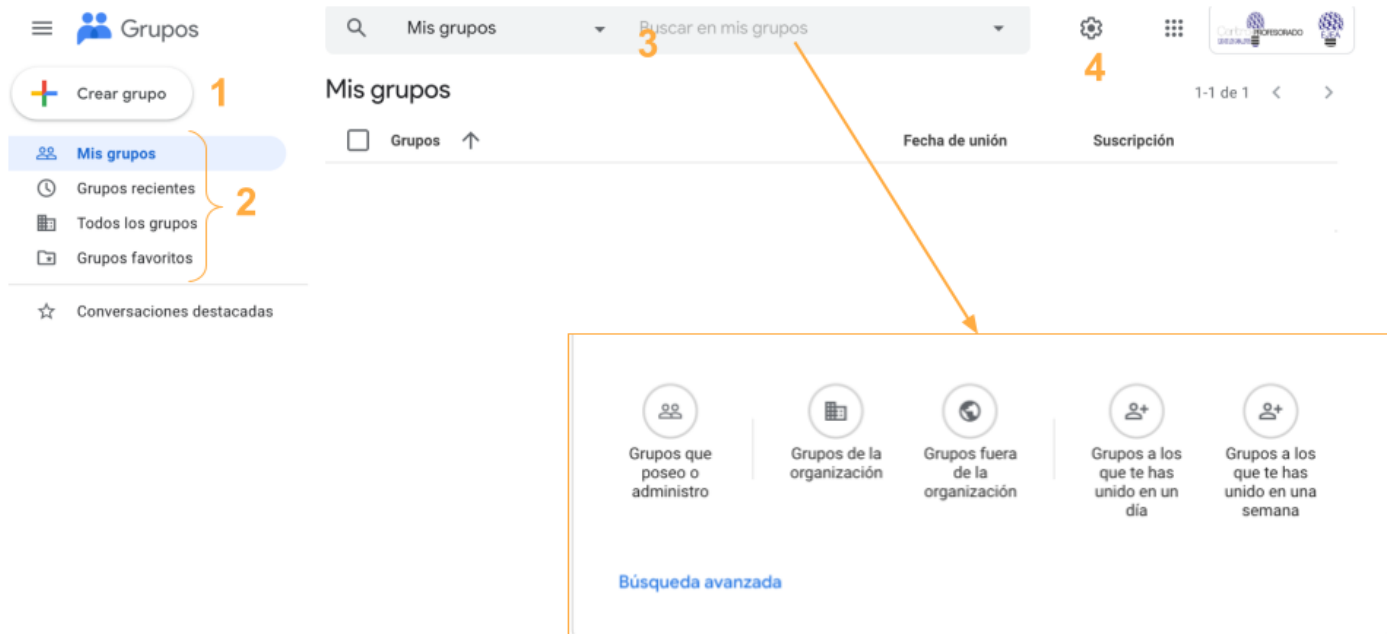 Grupos
Mis grupos
Buscar en mis grupos
3
4
PROFESORADO
EJEA
Crear grupo
1
Mis grupos
1-1 de 1
Grupos
Fecha de unión
Suscripción
Mis grupos
Grupos recientes
Todos los grupos
Grupos favoritos
2
Conversaciones destacadas
Grupos que
poseo o
administro
Grupos de la
organización
Grupos fuera
de la
organización
Grupos a los
que te has
unido en un
día
Grupos a los
que te has
unido en una
semana
Búsqueda avanzada